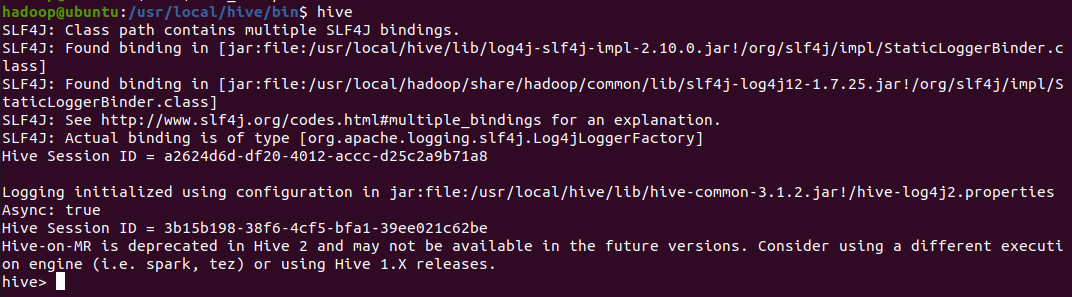 hadoop@ubuntu:/usr/local/hive/bin$ hive
SLF4J: Class path contains multiple SLF4J bindings.
SLF4J: Found binding in [jar:file:/usr/local/hive/lib/log4j-slf4j-impl-2.10.0.jar!/org/slf4j/impl/StaticLoggerBinder.c
lass]
SLF4J: Found binding in [jar:file:/usr/local/hadoop/share/hadoop/common/lib/slf4j-log4j12-1.7.25.jar!/org/slf4j/impl/S
taticLoggerBinder.class]
SLF4J: See http://www.slf4j.org/codes.html#multiple_bindings for an explanation.
SLF4J: Actual binding is of type [org.apache.logging.slf4j.Log4jLoggerFactory]
Hive Session ID = a2624d6d-df20-4012-accc-d25c2a9b71a8
Logging initialized using configuration in jar:file:/usr/local/hive/lib/hive-common-3.1.2.jar!/hive-log4j2.properties
Async: true
Hive Session ID = 3b15b198-38f6-4cf5-bfa1-39ee021c62be
Hive-on-MR is deprecated in Hive 2 and may not be available in the future versions. Consider using a different executi
on engine (i.e. spark, tez) or using Hive 1.X releases.
hive>